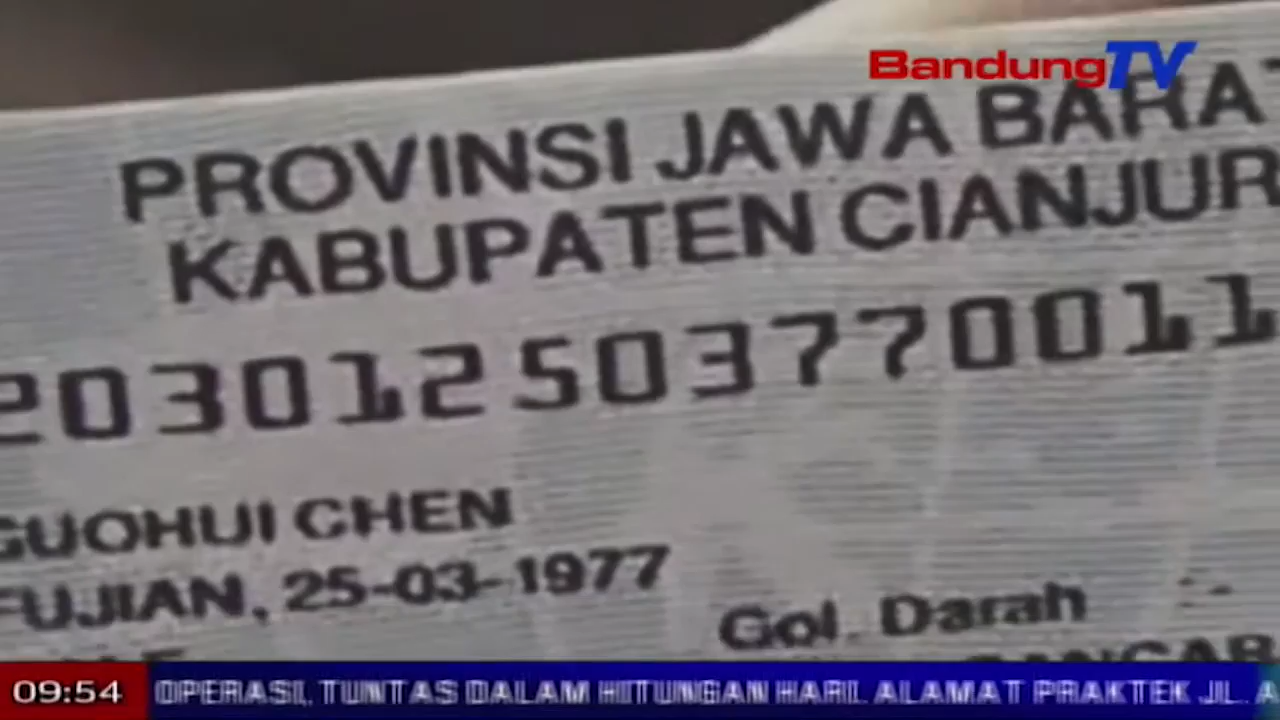 BandungTV
PROVINSI JAWA BARAT
KABUPATEN CIANJUR
203012503770011
GUOHUI CHEN
FUJIAN, 25-03-1977
Gol. Darah :-
09:54 OPERASI, TUNTAS DALAM HITUNGAN HARI. ALAMAT PRAKTEK JL. A